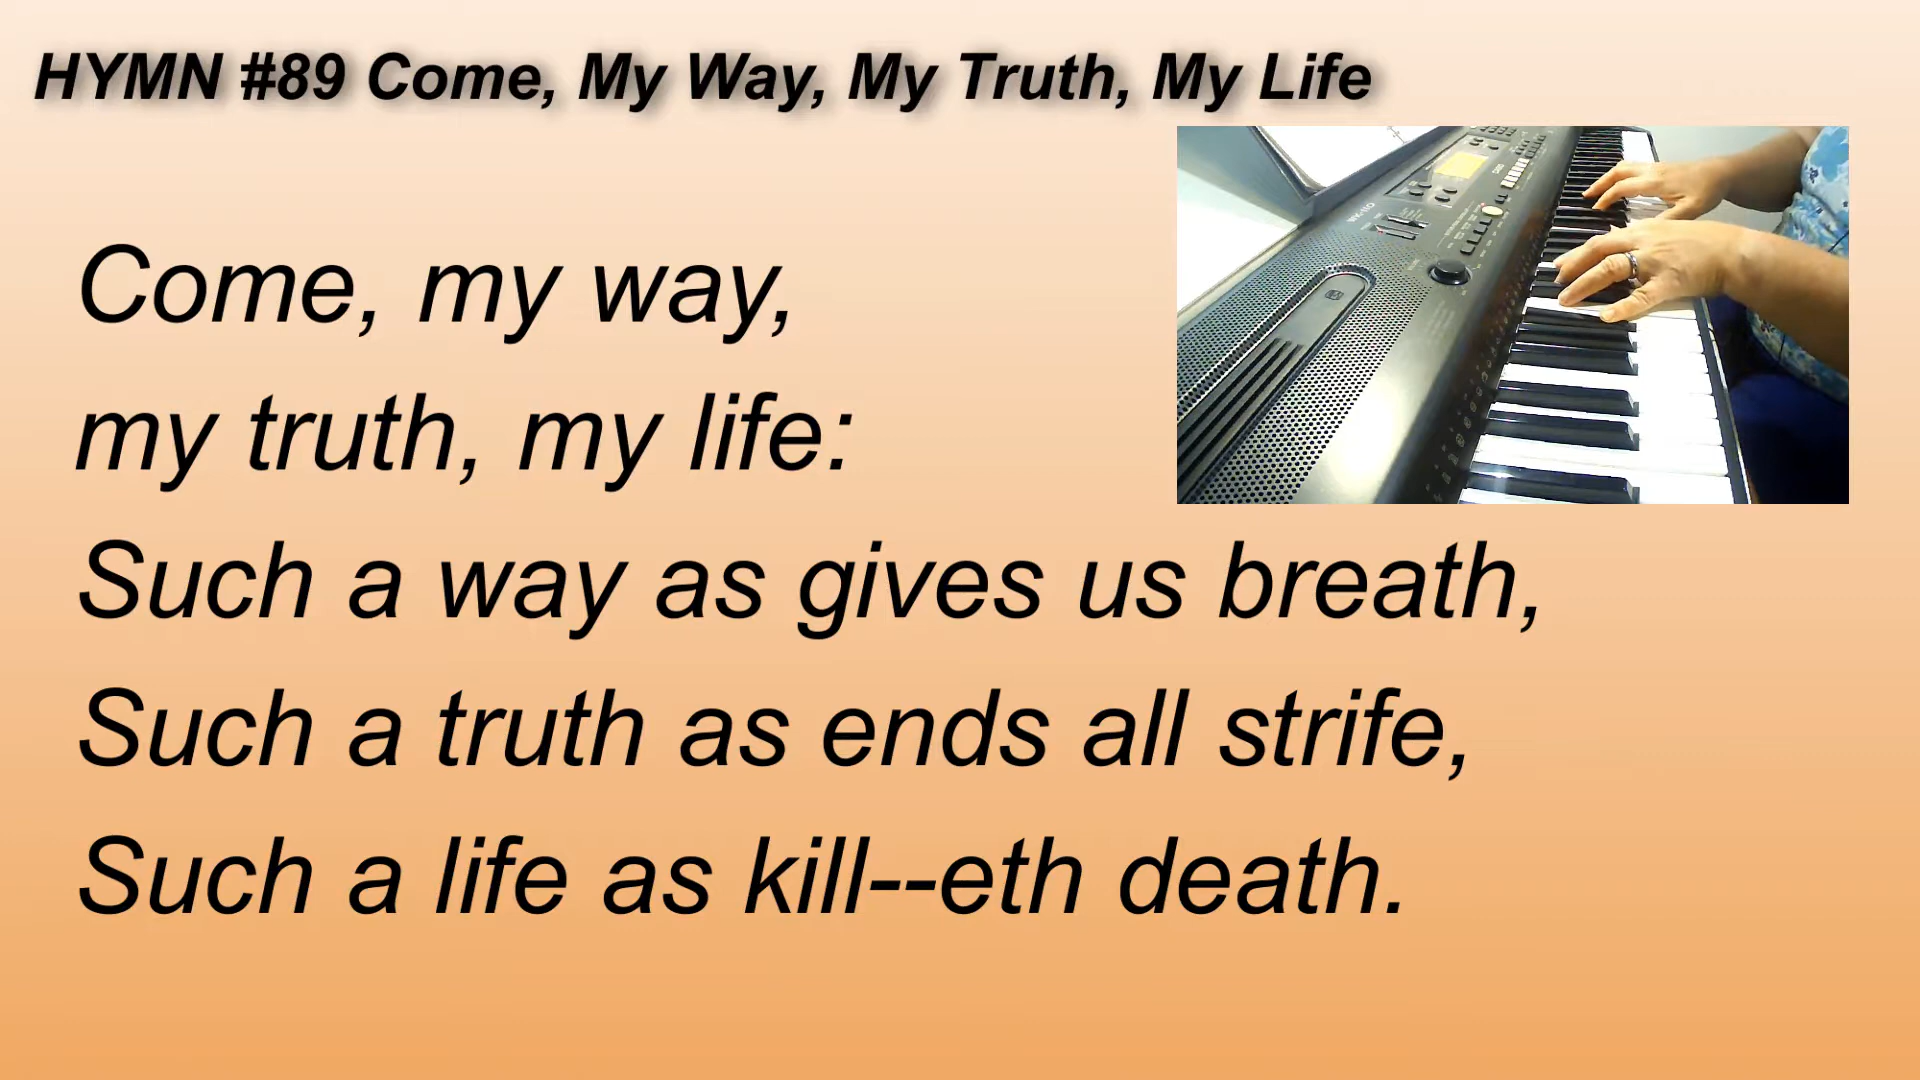 HYMN #89 Come, My Way, My Truth, My Life
Come, my way,
my truth, my life:
Such a way as gives us breath,
Such a truth as ends all strife,
Such a life as kill--eth death.